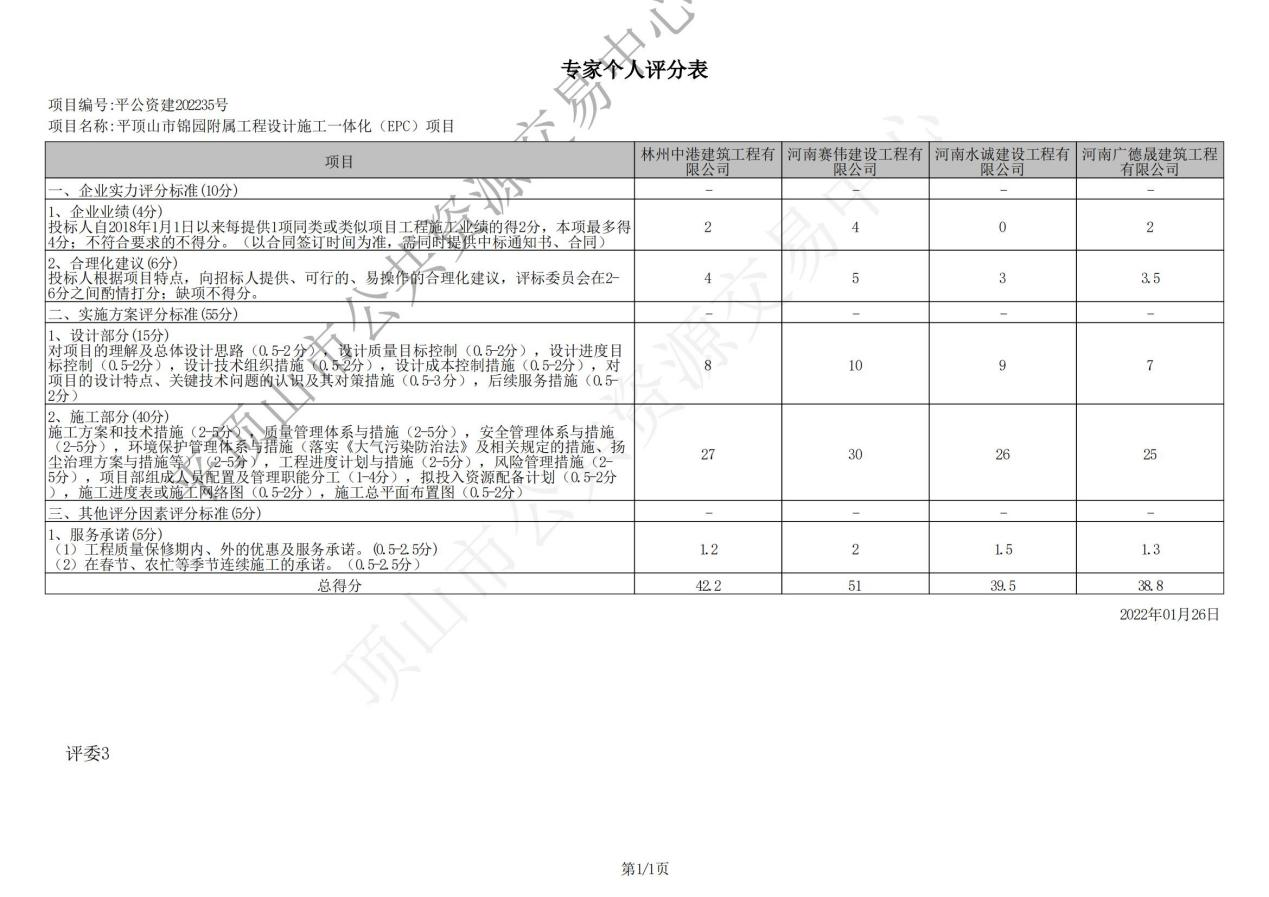 专家个人评分表
项目编号:平公资建202235号
项目名称:平顶山市锦园附属工程设计施工一体化（EPC）项目
项目
林州中港建筑工程有
限公司
河南赛伟建设工程有
限公司
河南水诚建设工程有
限公司
河南广德晟建筑工程
有限公司
一、企业实力评分标准(10分)
–
–
–
–
1、企业业绩(4分)
投标人自2018年1月1日以来每提供1项同类或类似项目工程施工业绩的得2分，本项最多得
4分；不符合要求的不得分。（以合同签订时间为准，需同时提供中标通知书、合同）
2
4
0
2
2、合理化建议(6分)
投标人根据项目特点，向招标人提供、可行的、易操作的合理化建议，评标委员会在2-
6分之间酌情打分；缺项不得分。
4
5
3
3.5
二、实施方案评分标准(55分)
–
–
–
–
1、设计部分(15分)
对项目的理解及总体设计思路（0.5-2分），设计质量目标控制（0.5-2分），设计进度目
标控制（0.5-2分），设计技术组织措施（0.5-2分），设计成本控制措施（0.5-2分），对
项目的设计特点、关键技术问题的认识及其对策措施（0.5-3分），后续服务措施（0.5-
2分）
8
10
9
7
2、施工部分(40分)
施工方案和技术措施（2-5分），质量管理体系与措施（2-5分），安全管理体系与措施
（2-5分），环境保护管理体系与措施（落实《大气污染防治法》及相关规定的措施、扬
尘治理方案与措施等）（2-5分），工程进度计划与措施（2-5分），风险管理措施（2-
5分），项目部组成人员配置及管理职能分工（1-4分），拟投入资源配备计划（0.5-2分
），施工进度表或施工网络图（0.5-2分），施工总平面布置图（0.5-2分）
27
30
26
25
三、其他评分因素评分标准(5分)
–
–
–
–
1、服务承诺(5分)
（1）工程质量保修期内、外的优惠及服务承诺。(0.5-2.5分)
（2）在春节、农忙等季节连续施工的承诺。（0.5-2.5分）
1.2
2
1.5
1.3
总得分
42.2
51
39.5
38.8
2022年01月26日
评委3
第1/1页
平顶山市公共资源交易中心
顶山市公共资源交易中心